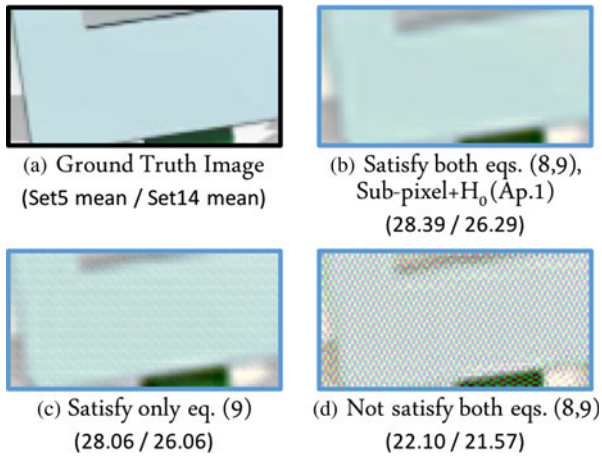 (a) Ground Truth Image
(Set5 mean / Set14 mean)
(b) Satisfy both eqs. (8,9),
Sub-pixel+H₀(Ap.1)
(28.39 / 26.29)
(c) Satisfy only eq. (9)
(28.06 / 26.06)
(d) Not satisfy both eqs. (8,9)
(22.10 / 21.57)